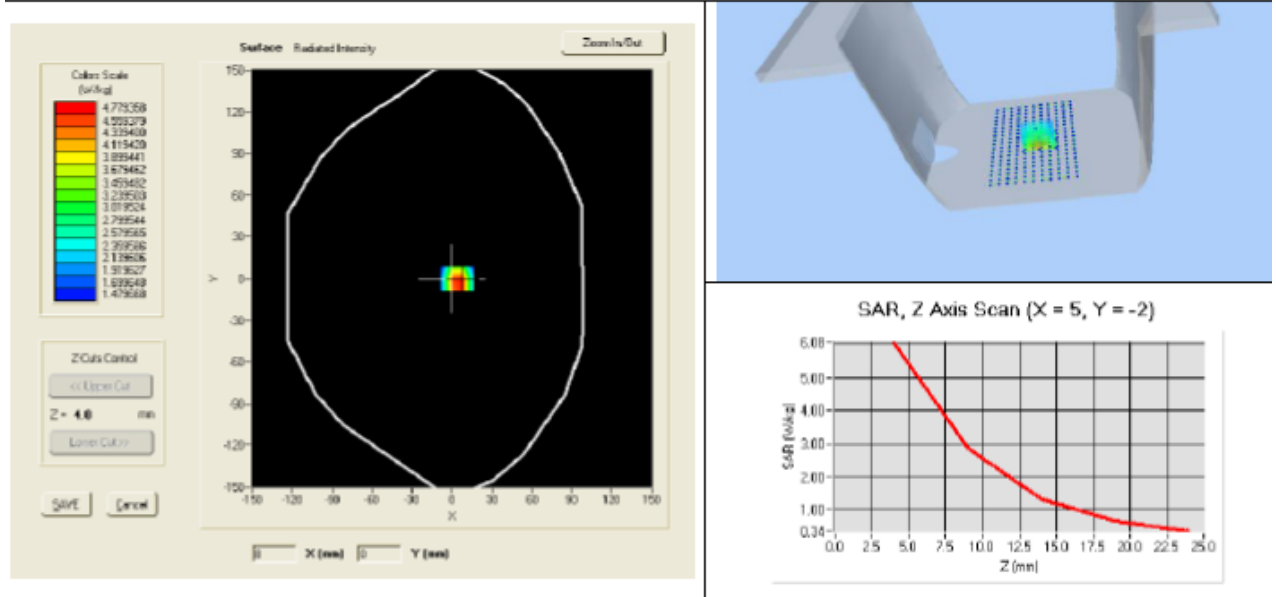 Surface Radiated Intensity
Zoom In/Out
Colors Scale
(W/kg)
4.779358
4.559379
4.339400
4.119420
3.899441
3.679462
3.459482
3.239503
3.019524
2.799544
2.579565
2.359586
2.139606
1.919627
1.699648
1.479668
150
120
90
60
30
0
-30
-60
-90
-120
-150
Y
-150 -120 -90 -60 -30 0 30 60 90 120 150
X
Z Cuts Control
<< Upper Cut
Z = 4.0 mm
Lower Cut >>
SAVE Cancel
X (mm) 0 Y (mm)
SAR, Z Axis Scan (X = 5, Y = -2)
SAR (W/kg)
6.08
5.00
4.00
3.00
2.00
1.00
0.34
0.0 2.5 5.0 7.5 10.0 12.5 15.0 17.5 20.0 22.5 25.0
Z (mm)